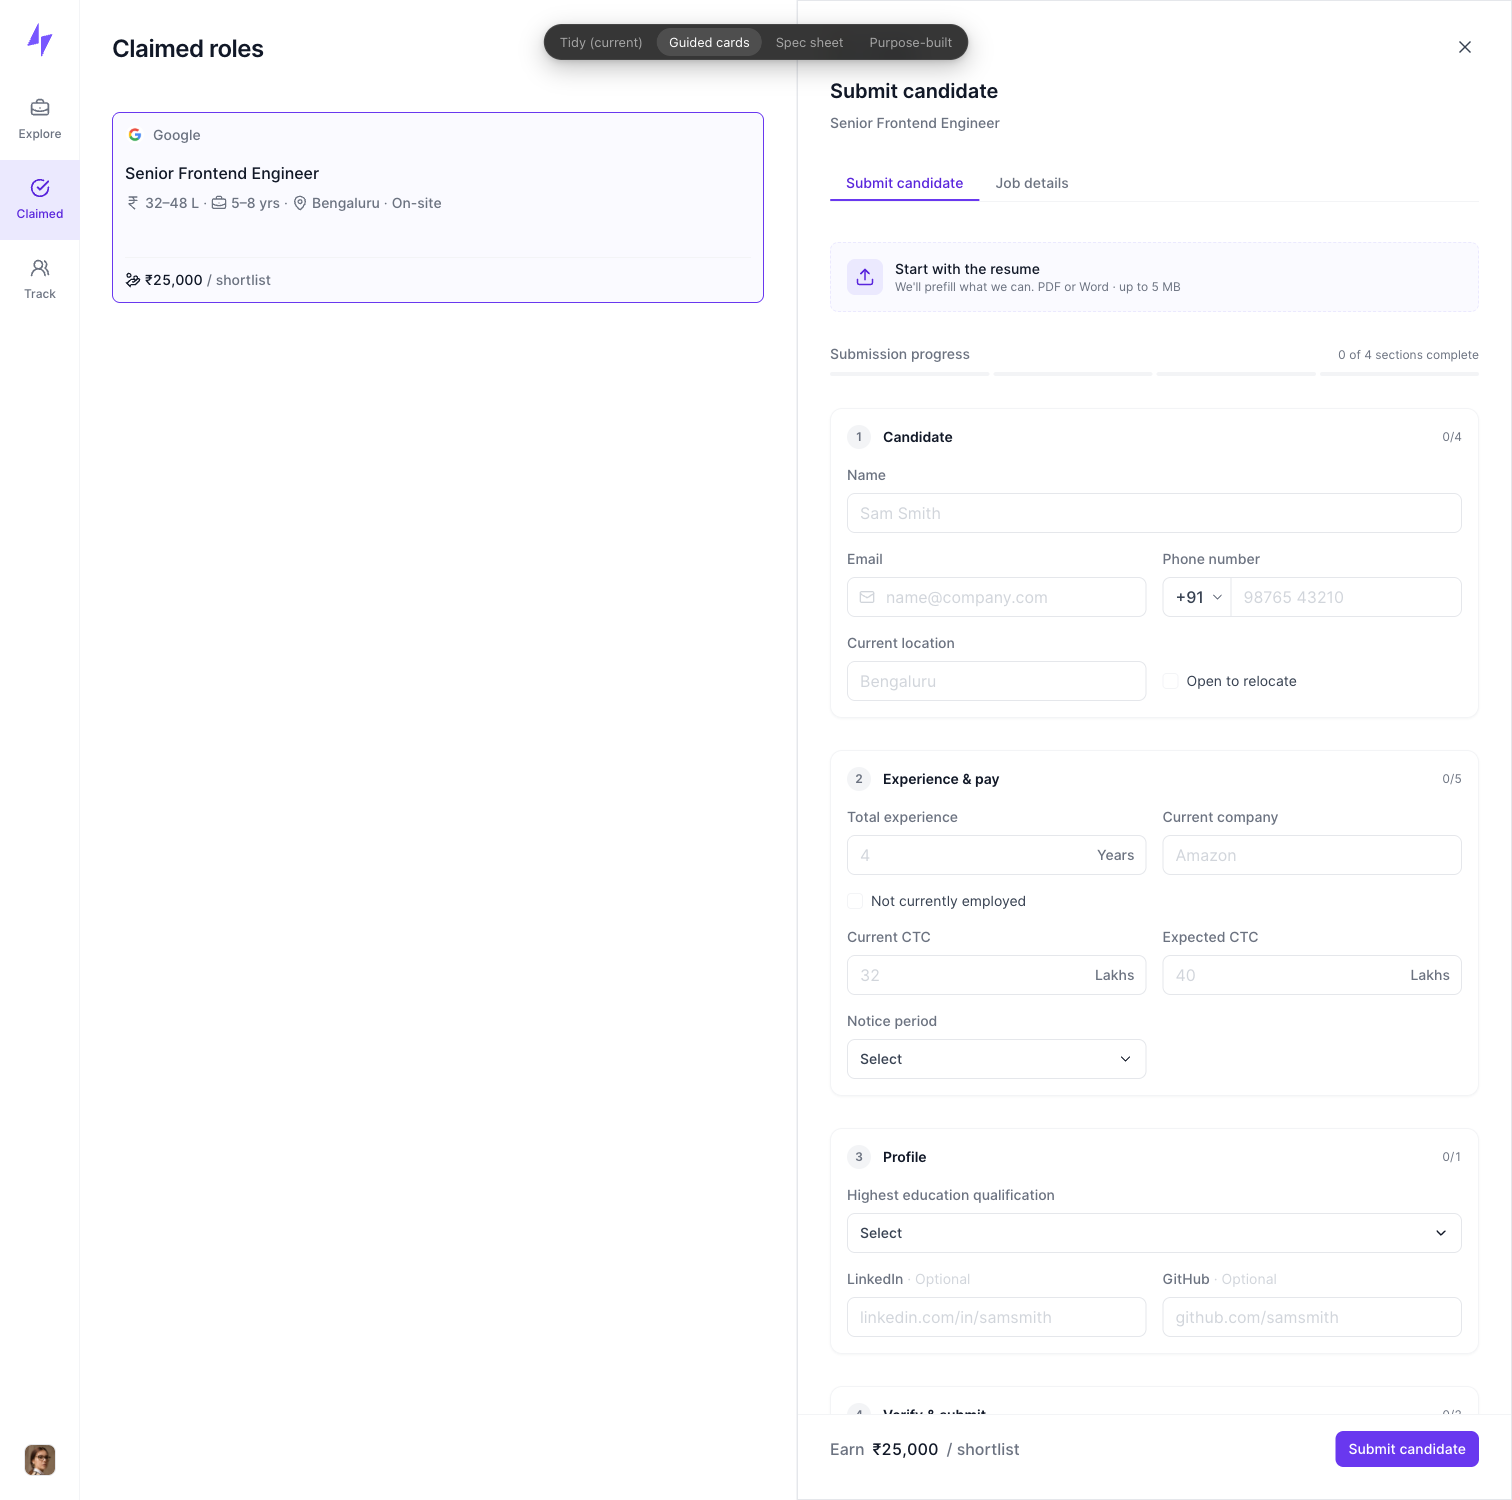 Tidy (current) Guided cards Spec sheet Purpose-built
Explore
Claimed
Track
Claimed roles
Google
Senior Frontend Engineer
₹ 32–48 L · 5–8 yrs · Bengaluru · On-site
₹25,000 / shortlist
Submit candidate
Senior Frontend Engineer
Submit candidate Job details
Start with the resume
We'll prefill what we can. PDF or Word · up to 5 MB
Submission progress 0 of 4 sections complete
1 Candidate 0/4
Name
Sam Smith
Email Phone number
name@company.com +91 98765 43210
Current location
Bengaluru Open to relocate
2 Experience & pay 0/5
Total experience Current company
4 Years Amazon
Not currently employed
Current CTC Expected CTC
32 Lakhs 40 Lakhs
Notice period
Select
3 Profile 0/1
Highest education qualification
Select
LinkedIn · Optional GitHub · Optional
linkedin.com/in/samsmith github.com/samsmith
4 Verify & submit
Earn ₹25,000 / shortlist Submit candidate